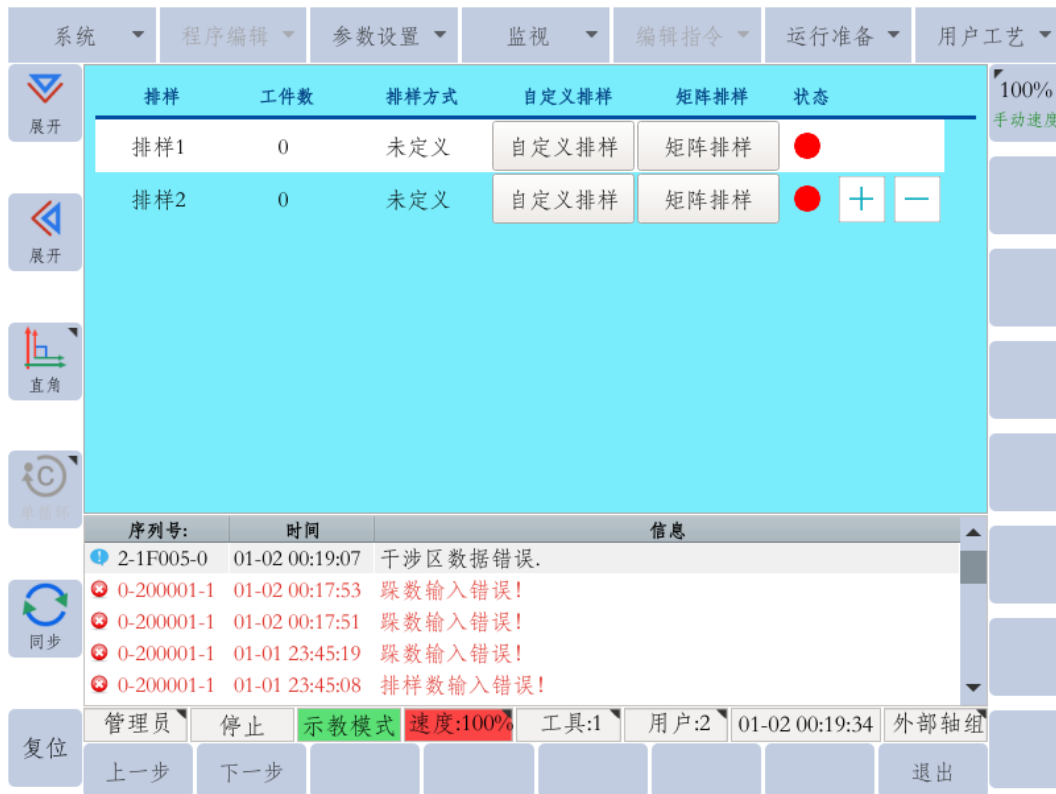 系统 程序编辑 参数设置 监视 编辑指令 运行准备 用户工艺
展开
展开
直角
单循环
同步
复位
排样 工件数 排样方式 自定义排样 矩阵排样 状态
排样1 0 未定义 自定义排样 矩阵排样
排样2 0 未定义 自定义排样 矩阵排样 + −
100%
手动速度
序列号: 时间 信息
2-1F005-0 01-02 00:19:07 干涉区数据错误.
0-200001-1 01-02 00:17:53 跺数输入错误!
0-200001-1 01-02 00:17:51 跺数输入错误!
0-200001-1 01-01 23:45:19 跺数输入错误!
0-200001-1 01-01 23:45:08 排样数输入错误!
管理员 停止 示教模式 速度:100% 工具:1 用户:2 01-02 00:19:34 外部轴组
上一步 下一步 退出